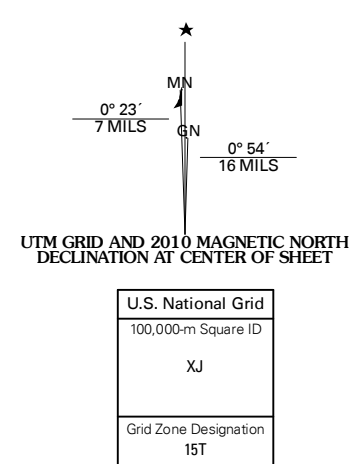 MN
0° 23´
7 MILS
GN
0° 54´
16 MILS
UTM GRID AND 2010 MAGNETIC NORTH
DECLINATION AT CENTER OF SHEET
U.S. National Grid
100,000-m Square ID
XJ
Grid Zone Designation
15T